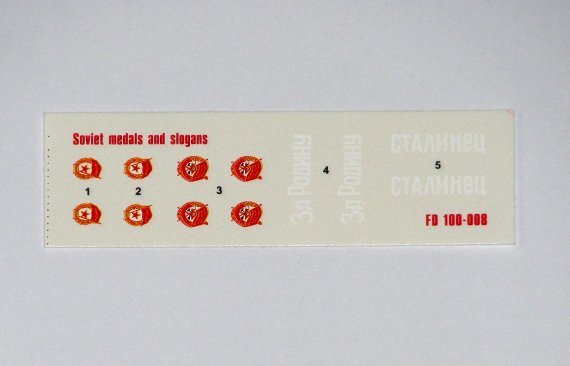 Soviet medals and slogans
1
2
3
За Родину
За Родину
4
СТАЛИНЕЦ
5
СТАЛИНЕЦ
FD 100-008